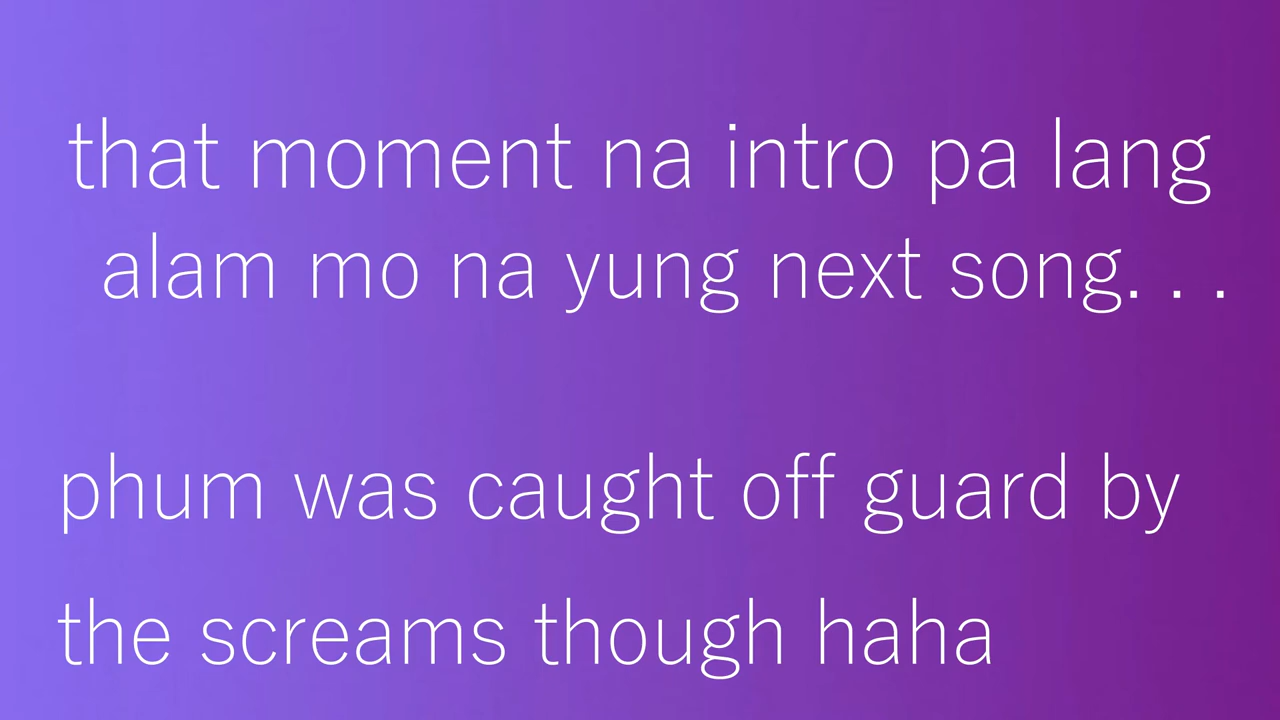 that moment na intro pa lang
alam mo na yung next song. . .
phum was caught off guard by
the screams though haha